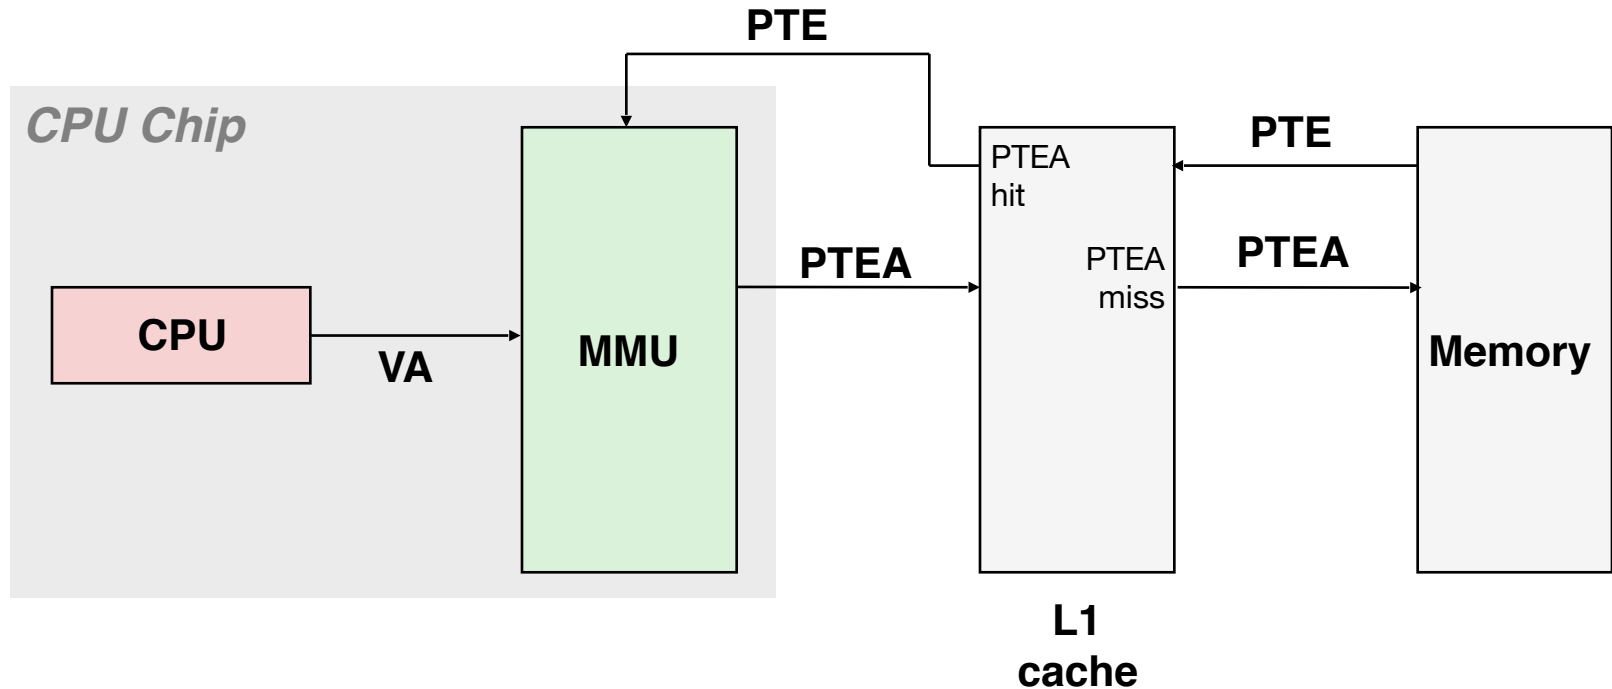 PTE
CPU Chip
PTEA
hit
PTE
PTEA
PTEA
miss
PTEA
CPU
VA
MMU
Memory
L1
cache